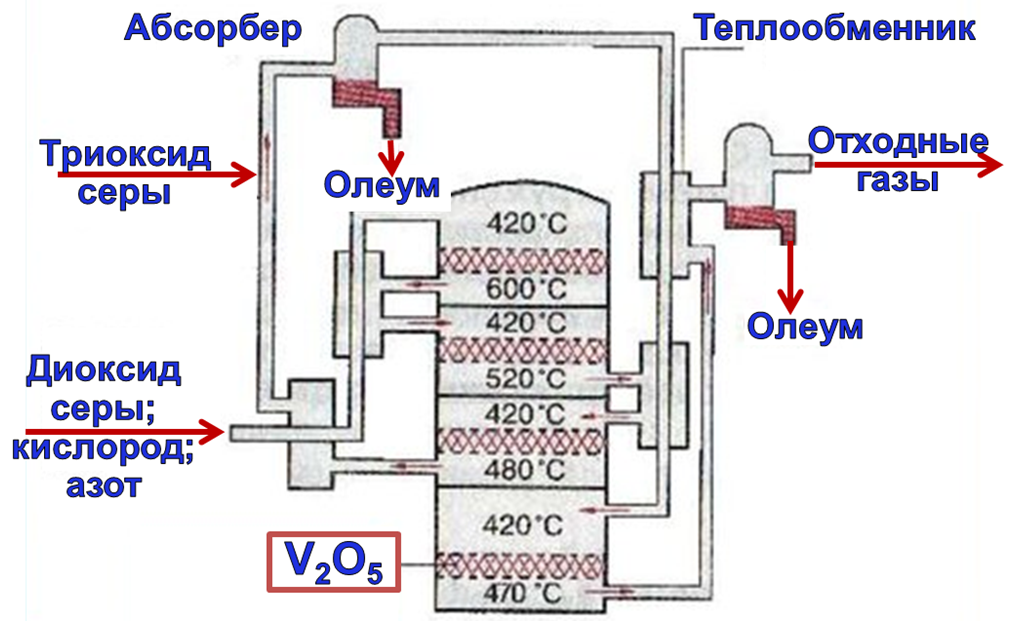 Абсорбер
Теплообменник
Триоксид
серы
Олеум
Отходные
газы
Олеум
420°C
600°C
420°C
520°C
420°C
480°C
420°C
470°C
Диоксид
серы;
кислород;
азот
V₂O₅